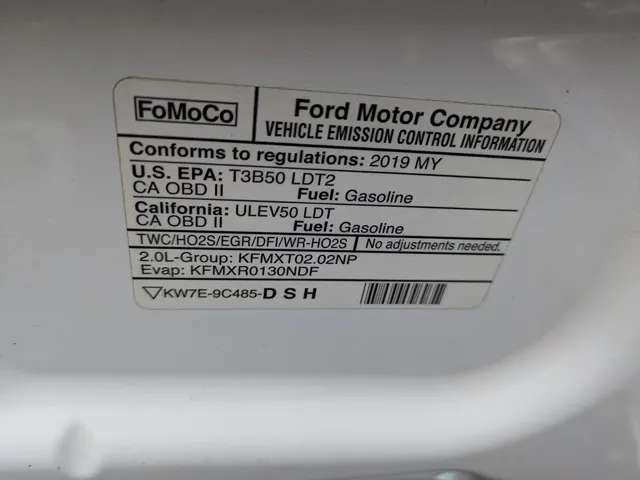 FoMoCo
Ford Motor Company
VEHICLE EMISSION CONTROL INFORMATION
Conforms to regulations: 2019 MY
U.S. EPA: T3B50 LDT2
CA OBD II Fuel: Gasoline
California: ULEV50 LDT
CA OBD II Fuel: Gasoline
TWC/HO2S/EGR/DFI/WR-HO2S No adjustments needed.
2.0L-Group: KFMXT02.02NP
Evap: KFMXR0130NDF
KW7E-9C485-D S H